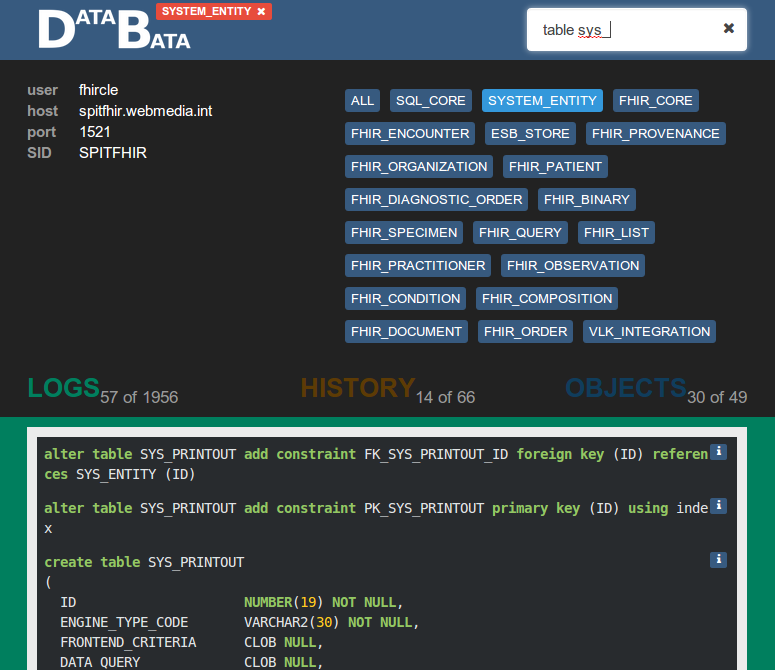 DATA BATA
SYSTEM_ENTITY ✖
table sys_
✖
user fhircle
host spitfhir.webmedia.int
port 1521
SID SPITFHIR
ALL SQL_CORE SYSTEM_ENTITY FHIR_CORE
FHIR_ENCOUNTER ESB_STORE FHIR_PROVENANCE
FHIR_ORGANIZATION FHIR_PATIENT
FHIR_DIAGNOSTIC_ORDER FHIR_BINARY
FHIR_SPECIMEN FHIR_QUERY FHIR_LIST
FHIR_PRACTITIONER FHIR_OBSERVATION
FHIR_CONDITION FHIR_COMPOSITION
FHIR_DOCUMENT FHIR_ORDER VLK_INTEGRATION
LOGS 57 of 1956 HISTORY 14 of 66 OBJECTS 30 of 49
alter table SYS_PRINTOUT add constraint FK_SYS_PRINTOUT_ID foreign key (ID) referen
i
ces SYS_ENTITY (ID)
alter table SYS_PRINTOUT add constraint PK_SYS_PRINTOUT primary key (ID) using inde
i
x
create table SYS_PRINTOUT
i
(
ID NUMBER(19) NOT NULL,
ENGINE_TYPE_CODE VARCHAR2(30) NOT NULL,
FRONTEND_CRITERIA CLOB NULL,
DATA_QUERY CLOB NULL,